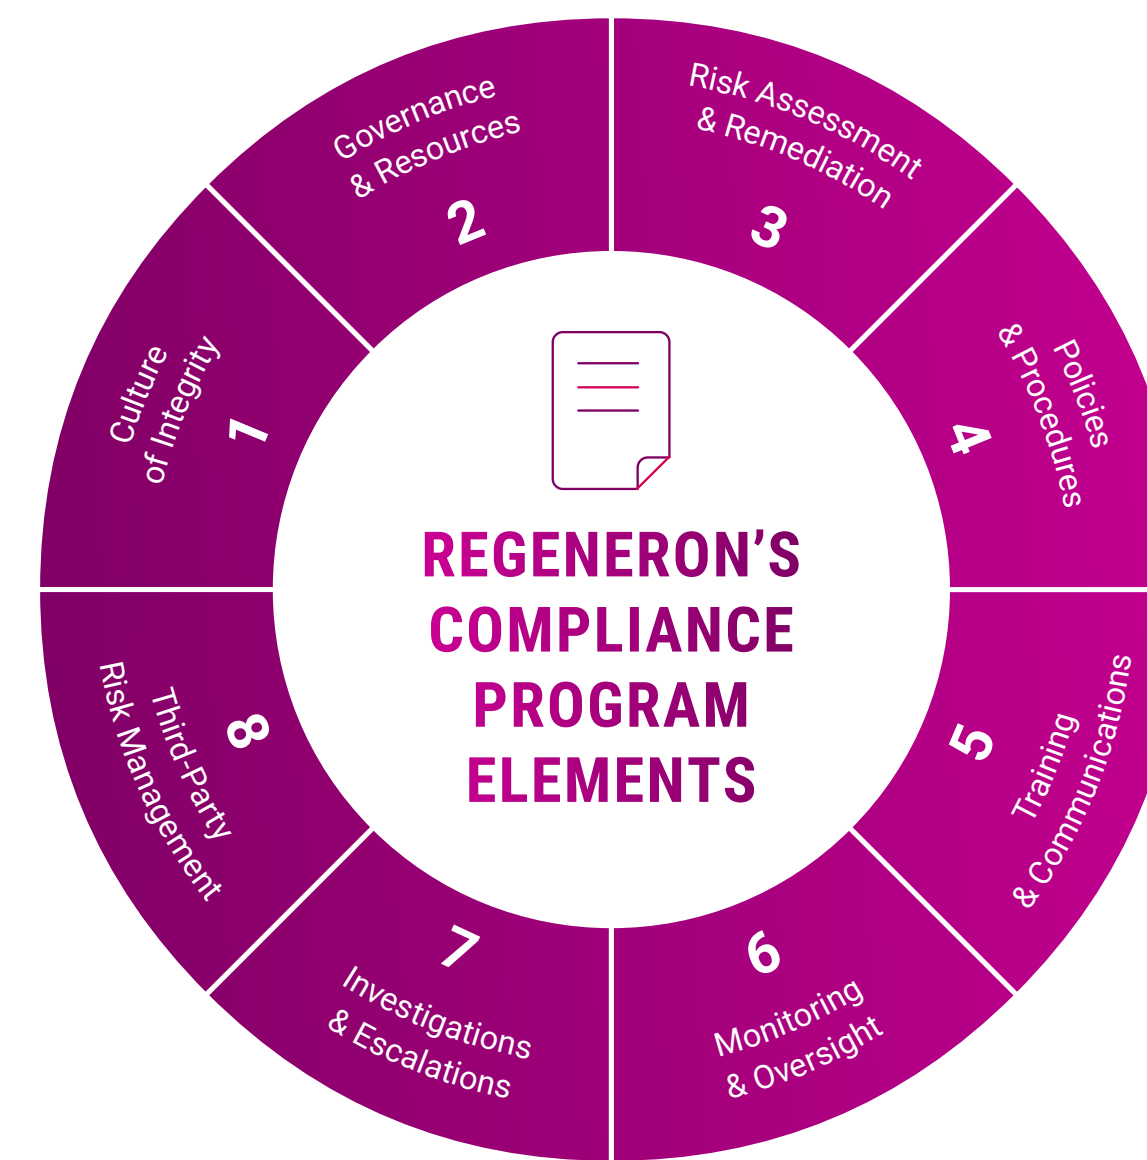 REGENERON’S
COMPLIANCE
PROGRAM
ELEMENTS
Culture
of Integrity
1
Governance
& Resources
2
Risk Assessment
& Remediation
3
Policies
& Procedures
4
Training
& Communications
5
6
Monitoring
& Oversight
7
Investigations
& Escalations
8
Third-Party
Risk Management